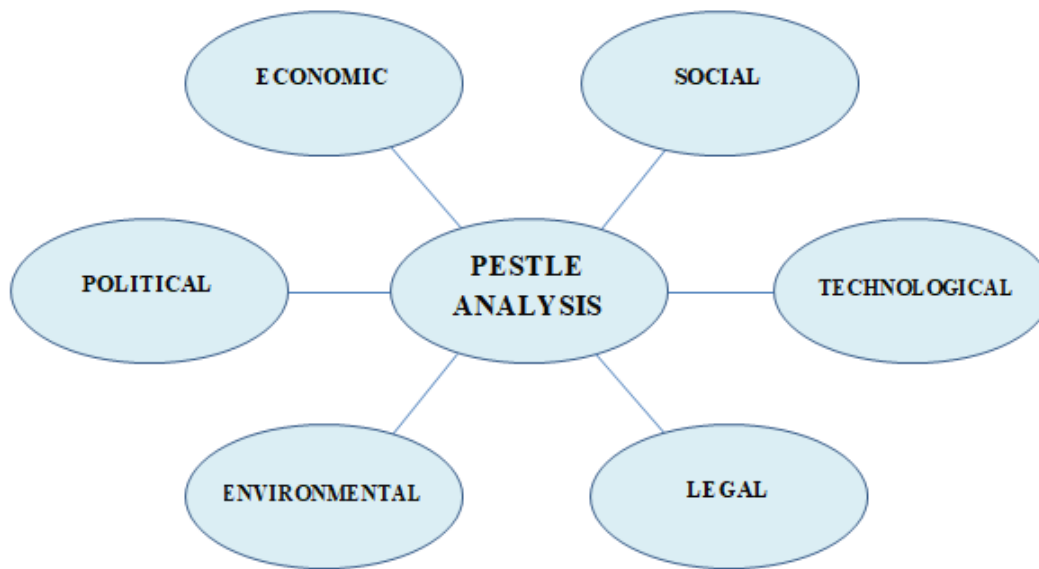 ECONOMIC
SOCIAL
POLITICAL
PESTLE
ANALYSIS
TECHNOLOGICAL
ENVIRONMENTAL
LEGAL